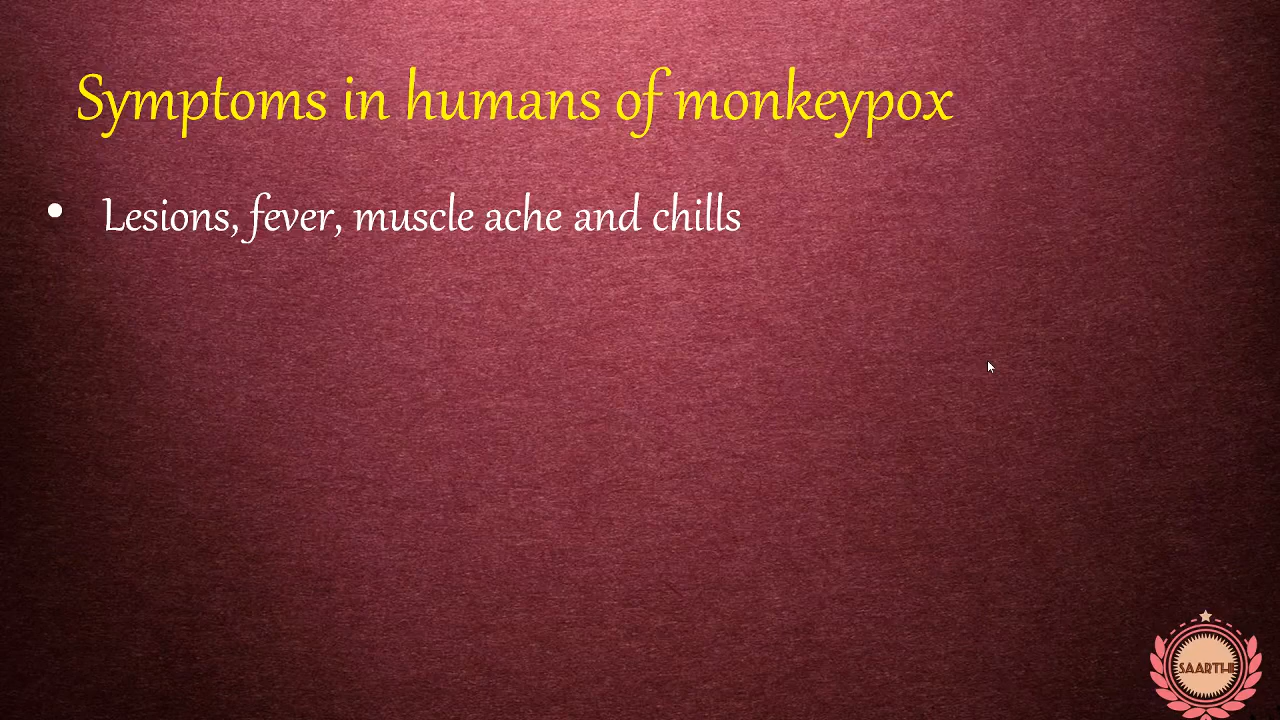 Symptoms in humans of monkeypox
• Lesions, fever, muscle ache and chills
SAARTHI